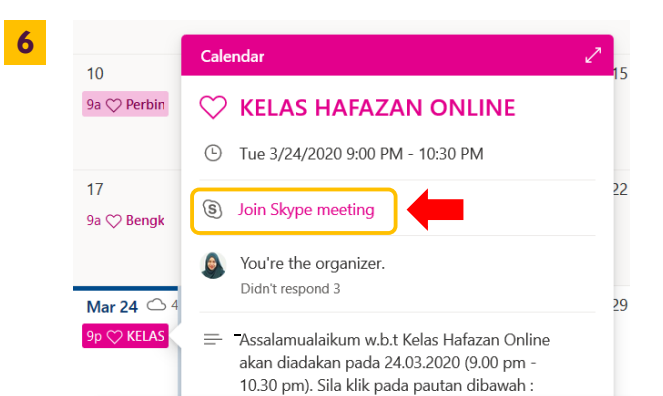 6
Calendar
10
15
9a Perbin
KELAS HAFAZAN ONLINE
Tue 3/24/2020 9:00 PM - 10:30 PM
17
22
Join Skype meeting
9a Bengk
You're the organizer.
Didn't respond 3
Mar 24 4
29
9p KELAS
Assalamualaikum w.b.t Kelas Hafazan Online
akan diadakan pada 24.03.2020 (9.00 pm -
10.30 pm). Sila klik pada pautan dibawah :